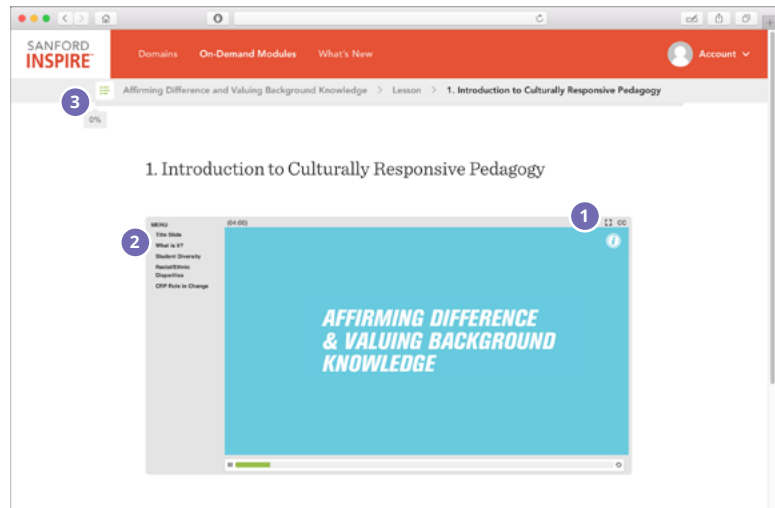 SANFORD
INSPIRE
Domains On-Demand Modules What's New
Account
Affirming Difference and Valuing Background Knowledge > Lesson > 1. Introduction to Culturally Responsive Pedagogy
3
0%
1. Introduction to Culturally Responsive Pedagogy
1
MENU
(04:00)
CC
Title Slide
2
What is it?
Student Diversity
Racial/Ethnic
Disparities
CRP Role in Change
i
AFFIRMING DIFFERENCE
& VALUING BACKGROUND
KNOWLEDGE